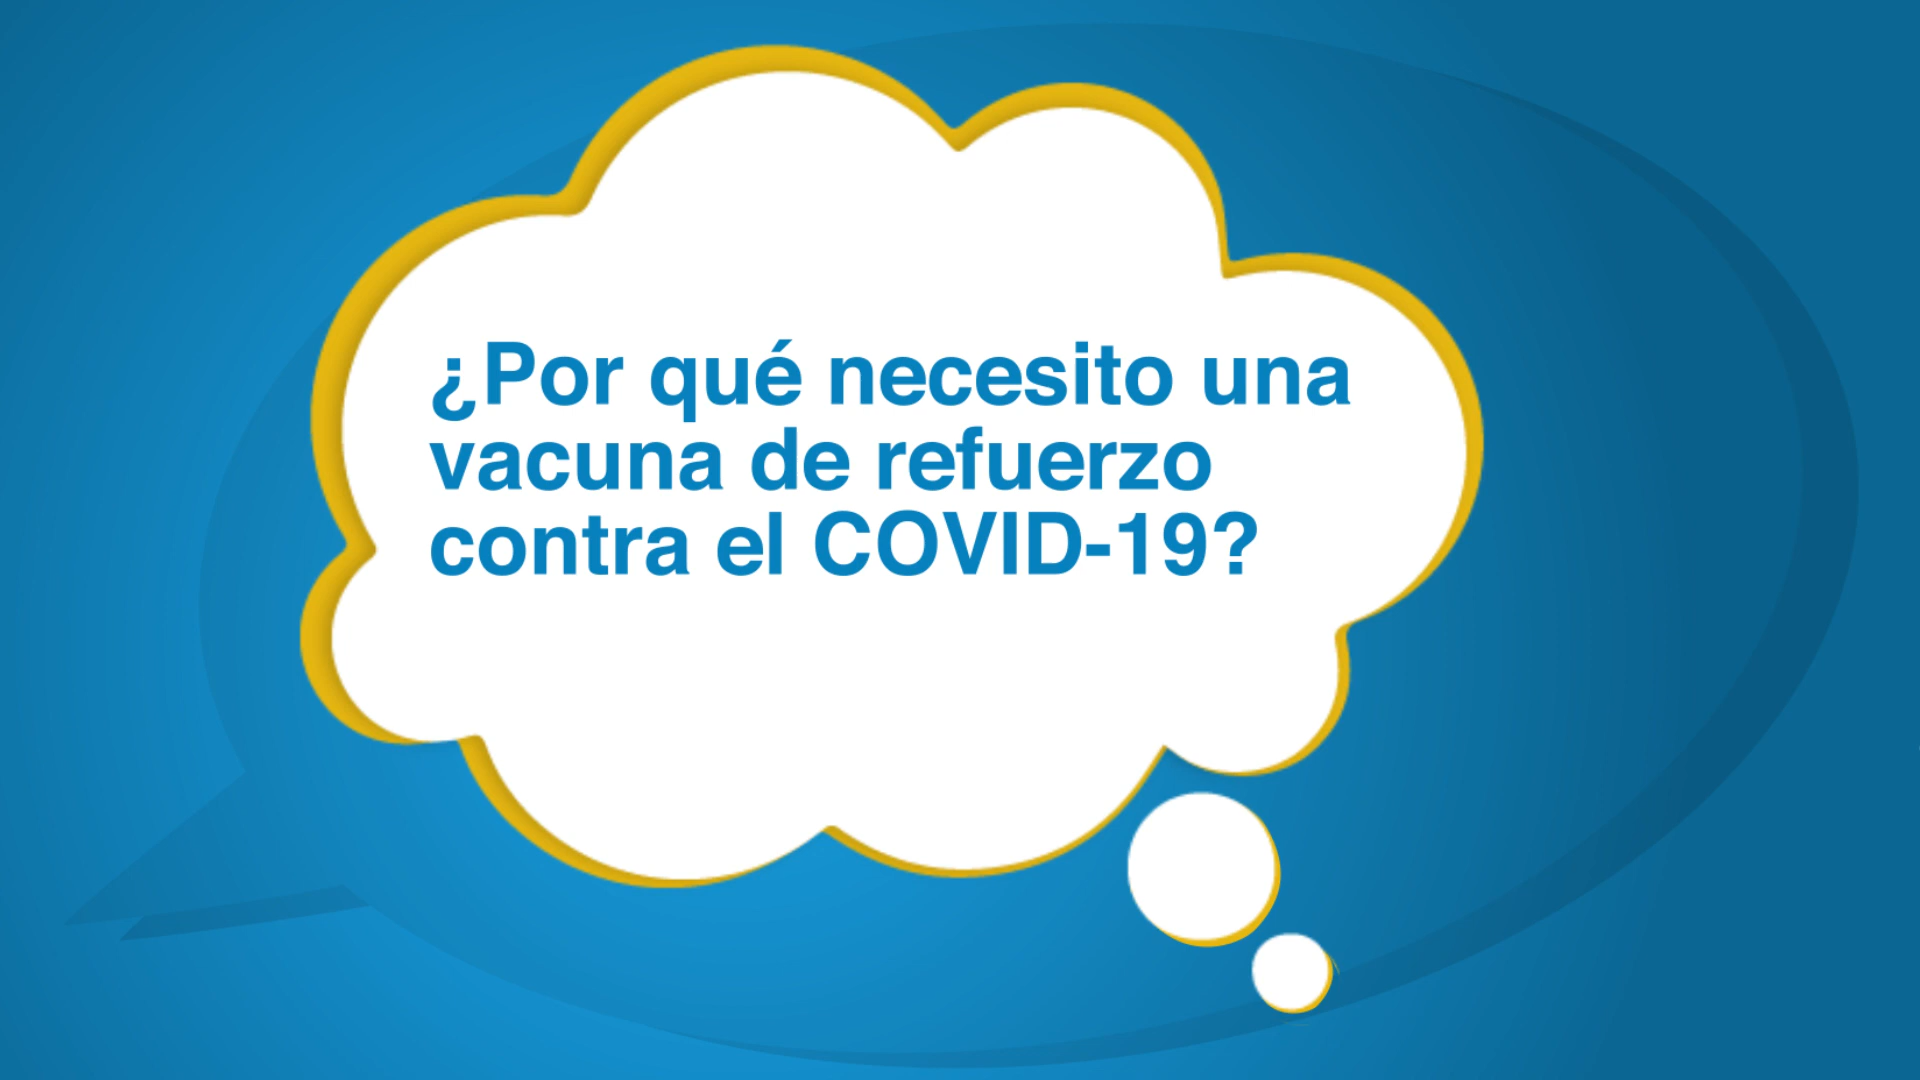 ¿Por qué necesito una
vacuna de refuerzo
contra el COVID-19?